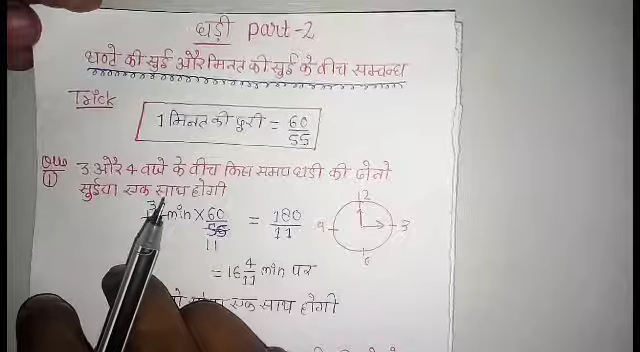 घड़ी Part-2
घण्टे की सुई और मिनट की सुई के बीच सम्बन्ध
Trick
1 मिनट की दुरी = 60/55
Que 1 3 और 4 बजे के बीच किस समय घड़ी की दोनो
सुईया एक साथ होगी
3 min × 60/55 = 180/11
11
12 3 6 9
= 16 4/11 min पर
एक साथ होगी